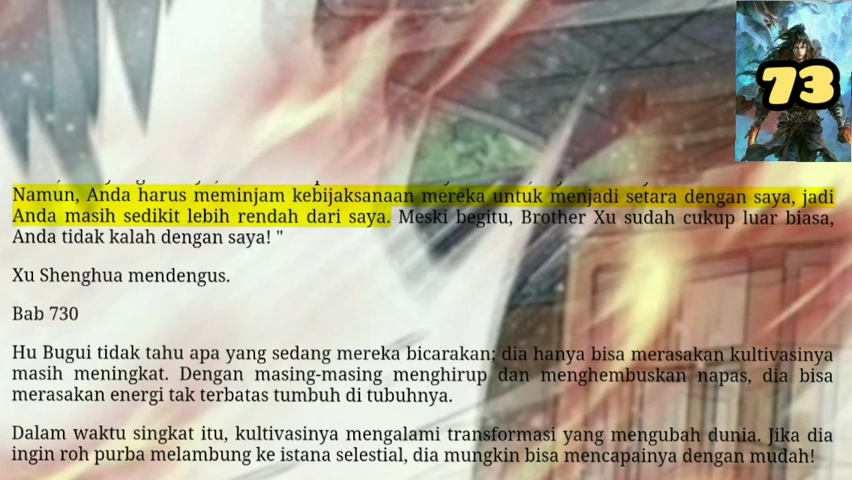 73
Namun, Anda harus meminjam kebijaksanaan mereka untuk menjadi setara dengan saya, jadi
Anda masih sedikit lebih rendah dari saya. Meski begitu, Brother Xu sudah cukup luar biasa,
Anda tidak kalah dengan saya! "
Xu Shenghua mendengus.
Bab 730
Hu Bugui tidak tahu apa yang sedang mereka bicarakan; dia hanya bisa merasakan kultivasinya
masih meningkat. Dengan masing-masing menghirup dan menghembuskan napas, dia bisa
merasakan energi tak terbatas tumbuh di tubuhnya.
Dalam waktu singkat itu, kultivasinya mengalami transformasi yang mengubah dunia. Jika dia
ingin roh purba melambung ke istana selestial, dia mungkin bisa mencapainya dengan mudah!